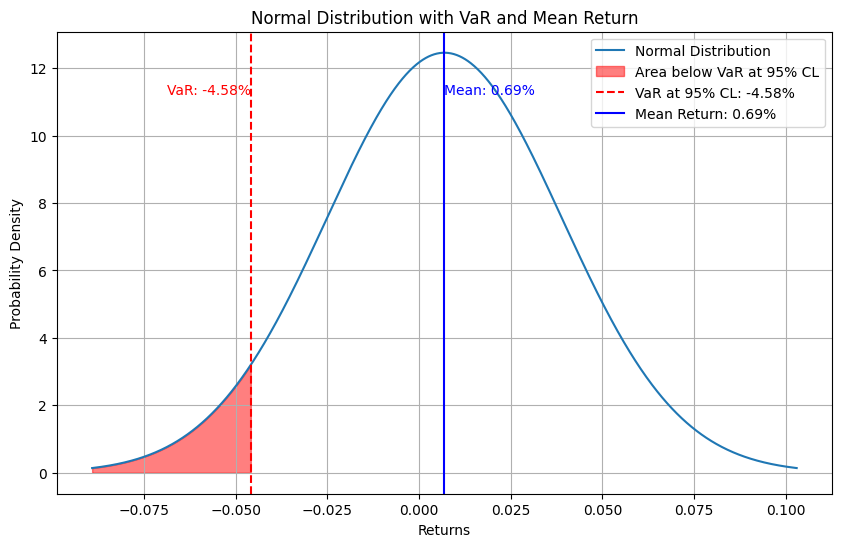 Normal Distribution with VaR and Mean Return
Normal Distribution
Area below VaR at 95% CL
VaR at 95% CL: -4.58%
Mean Return: 0.69%
VaR: -4.58%
Mean: 0.69%
Probability Density
12
10
8
6
4
2
0
−0.075
−0.050
−0.025
0.000
0.025
0.050
0.075
0.100
Returns